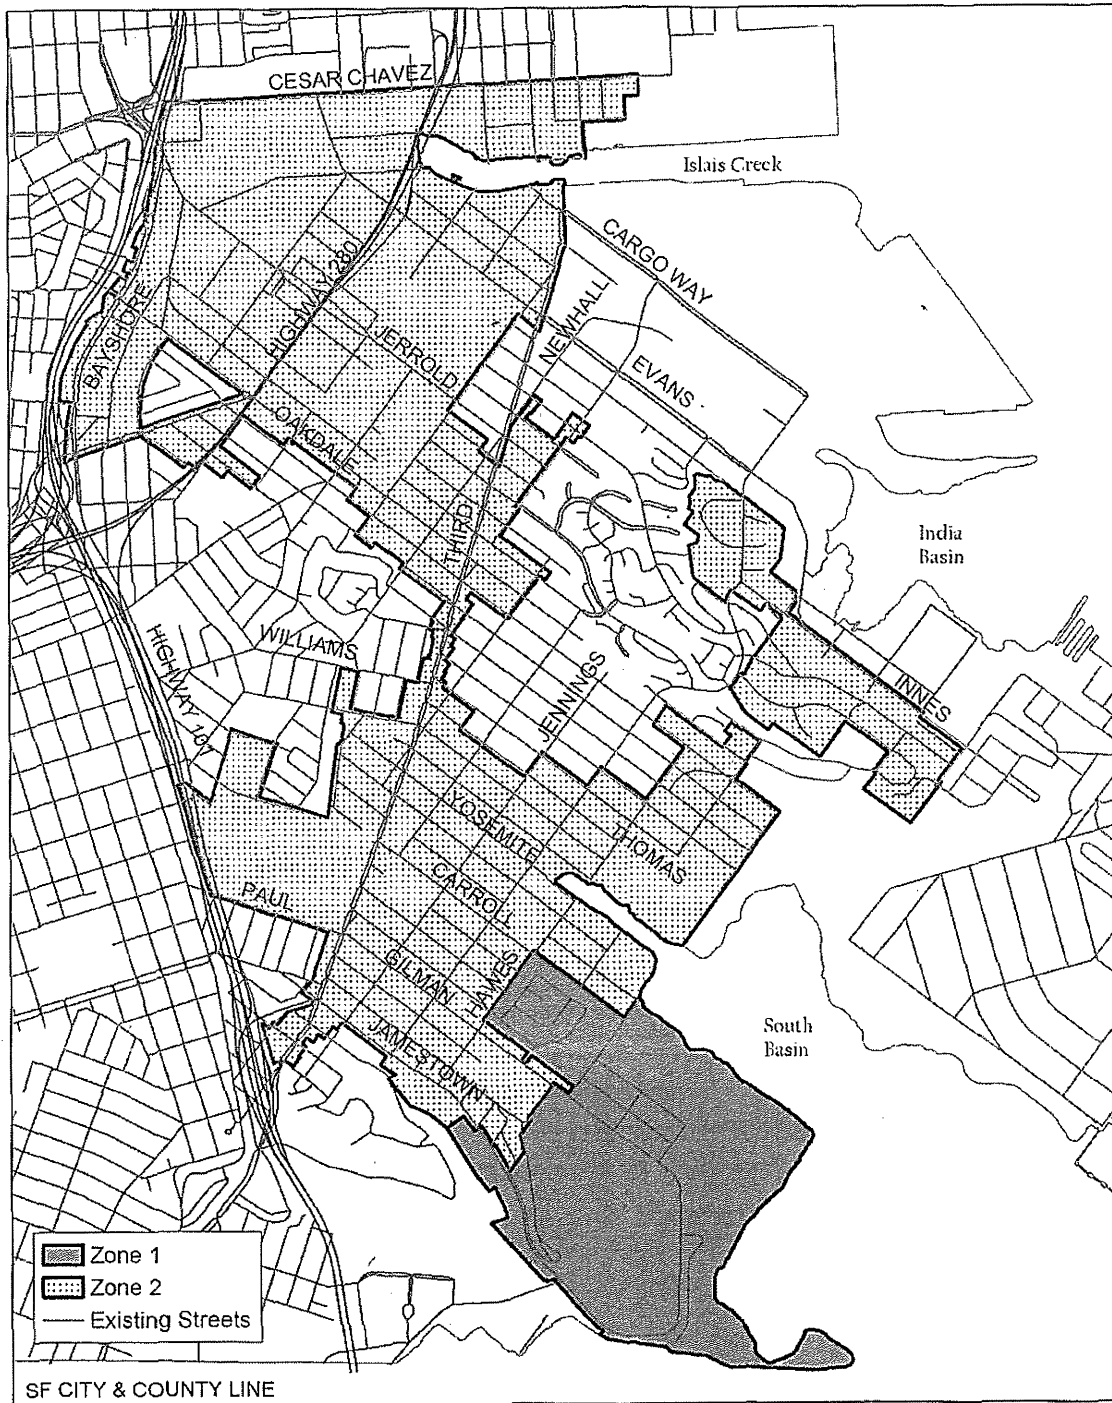 CESAR CHAVEZ
Islais Creek
CARGO WAY
HIGHWAY 280
NEWHALL
BAYSHORE
JERROLD
EVANS
OAKDALE
THIRD
India
Basin
WILLIAMS
HIGHWAY 101
JENNINGS
INNES
YOSEMITE
THOMAS
CARROLL
PAUL
GILMAN
JAMES
South
Basin
JAMESTOWN
Zone 1
Zone 2
Existing Streets
SF CITY & COUNTY LINE